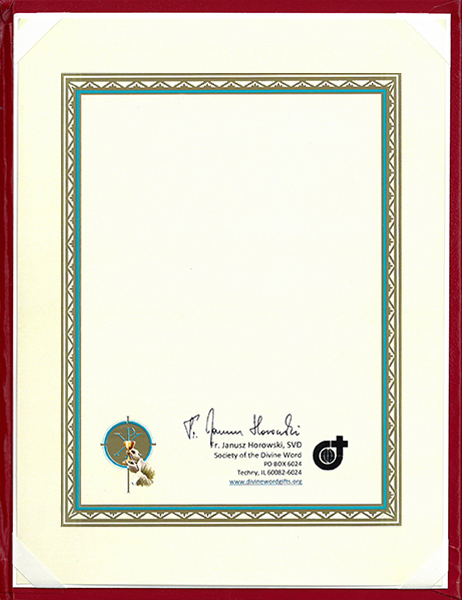 Fr. Janusz Horowski
Fr. Janusz Horowski, SVD
Society of the Divine Word
PO BOX 6024
Techny, IL 60082-6024
www.divinewordgifts.org